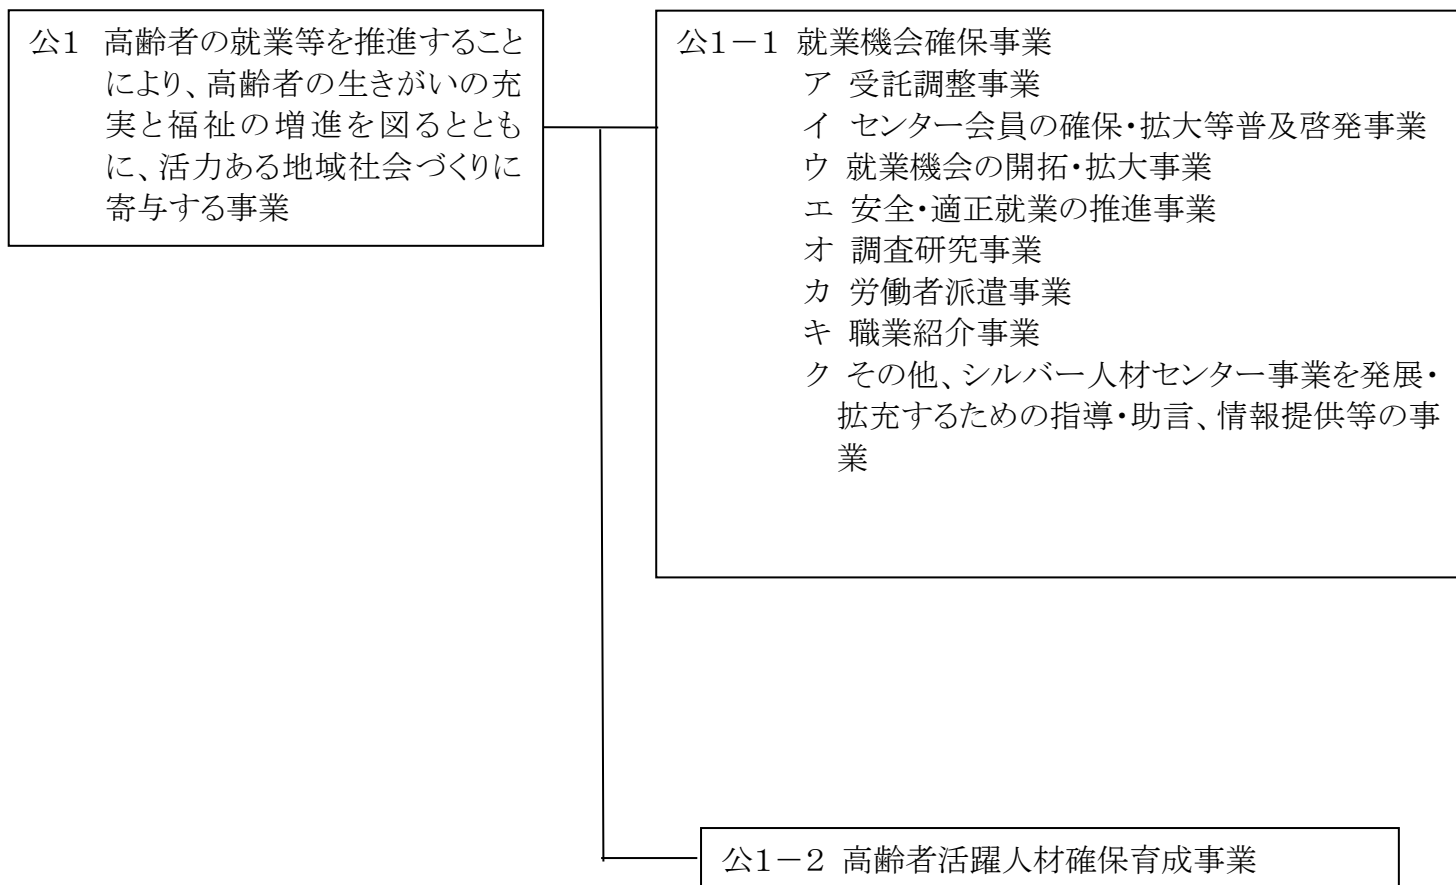 公1 高齢者の就業等を推進すること
により、高齢者の生きがいの充
実と福祉の増進を図るととも
に、活力ある地域社会づくりに
寄与する事業
公1－1 就業機会確保事業
ア 受託調整事業
イ センター会員の確保・拡大等普及啓発事業
ウ 就業機会の開拓・拡大事業
エ 安全・適正就業の推進事業
オ 調査研究事業
カ 労働者派遣事業
キ 職業紹介事業
ク その他、シルバー人材センター事業を発展・
拡充するための指導・助言、情報提供等の事
業
公1－2 高齢者活躍人材確保育成事業